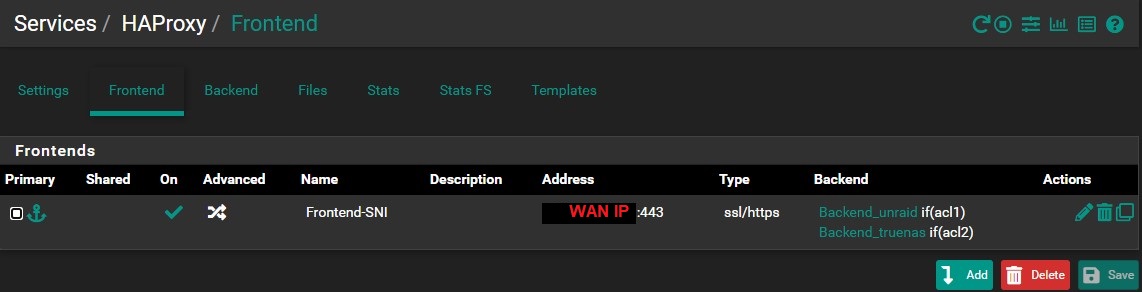 Services / HAProxy / Frontend
Settings Frontend Backend Files Stats Stats FS Templates
Frontends
Primary Shared On Advanced Name Description Address Type Backend Actions
Frontend-SNI WAN IP :443 ssl/https Backend_unraid if(acl1)
Backend_truenas if(acl2)
Add Delete Save